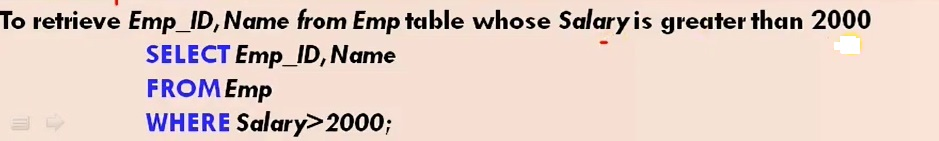 To retrieve Emp_ID, Name from Emp table whose Salary is greater than 2000
SELECT Emp_ID, Name
FROM Emp
WHERE Salary>2000;